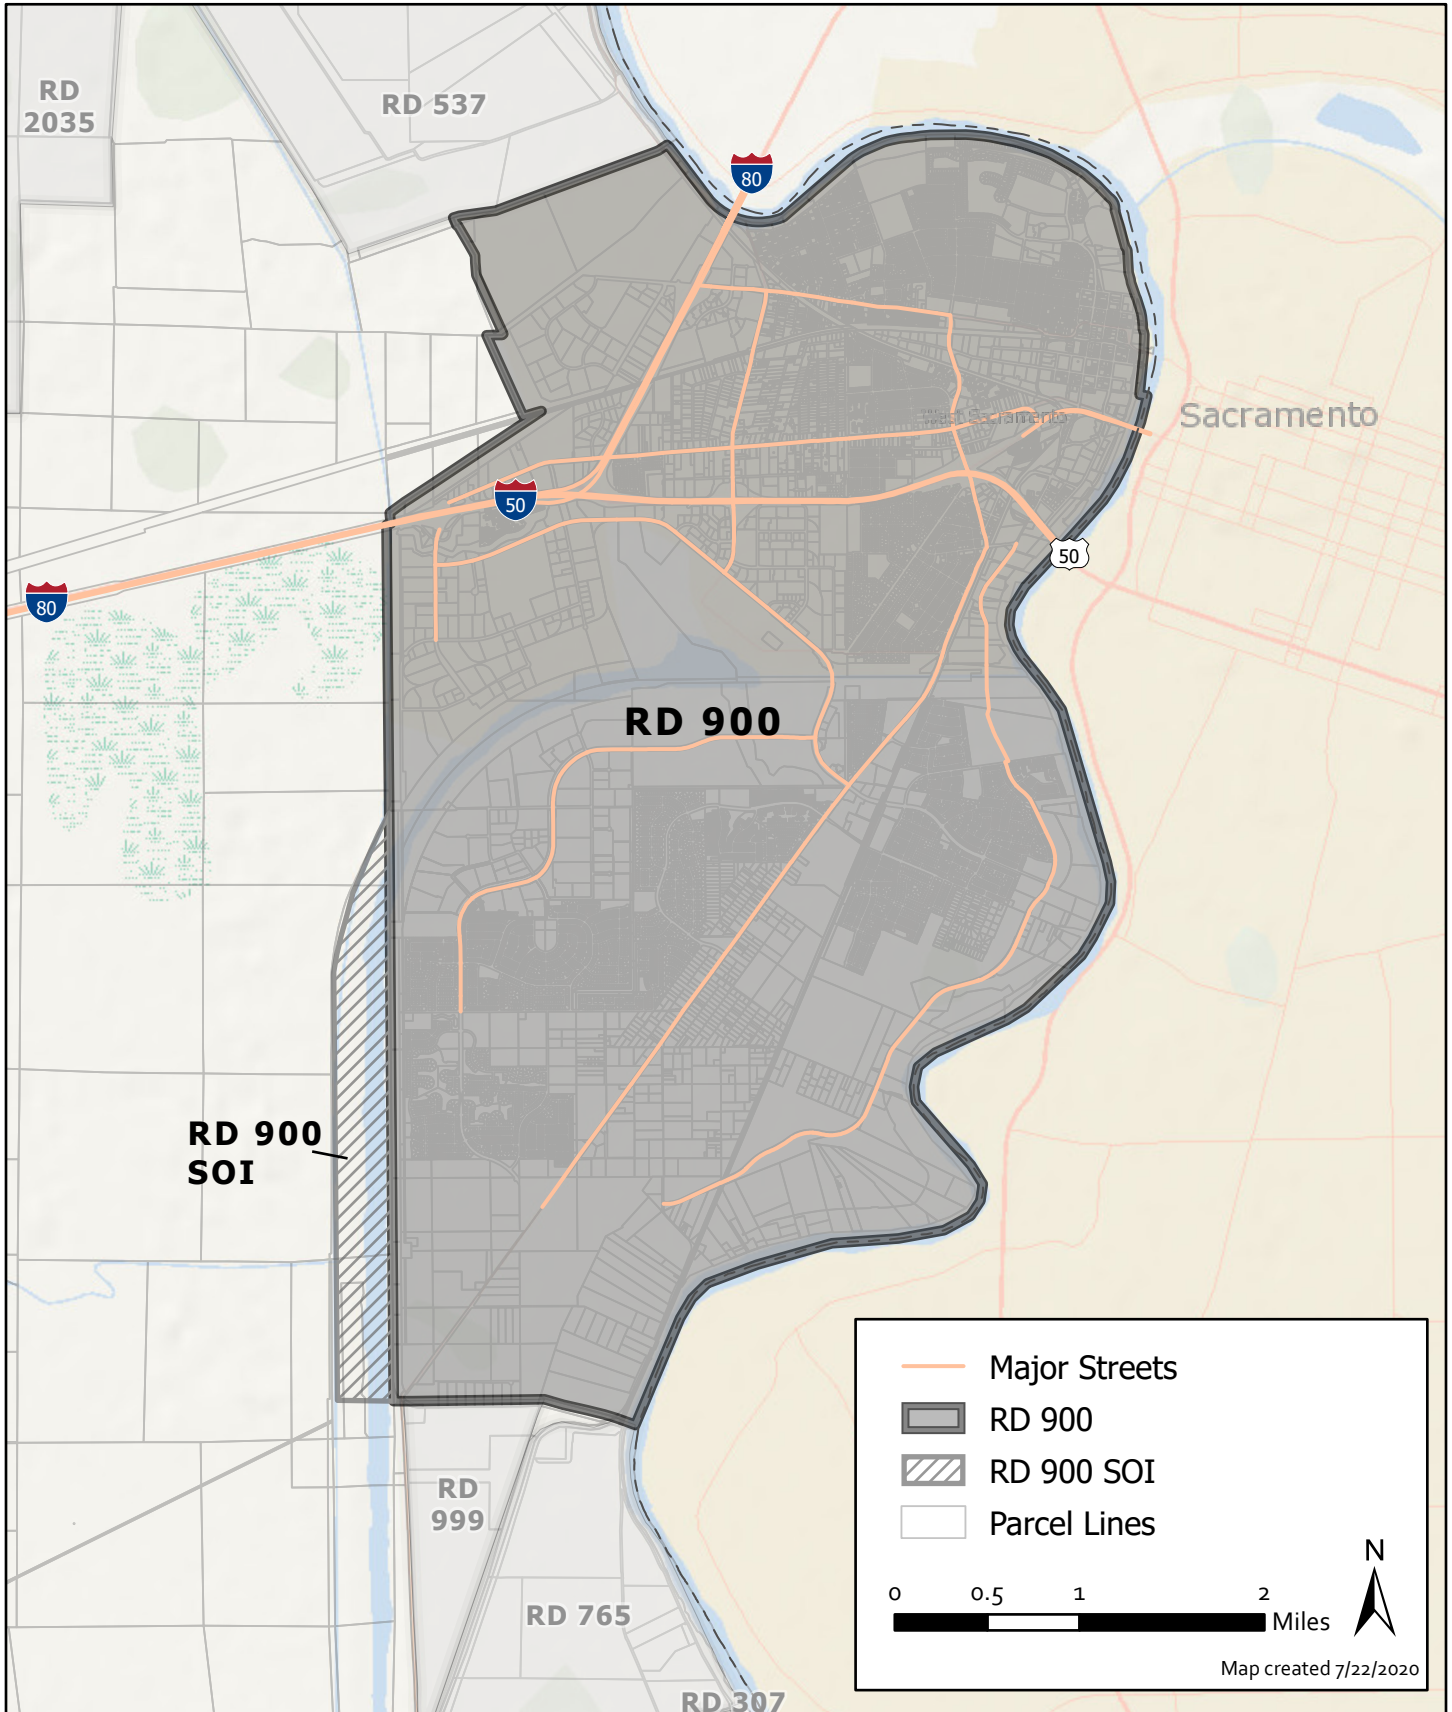 RD
2035
RD 537
80
West Sacramento
Sacramento
50
50
80
RD 900
RD 900
SOI
Major Streets
RD 900
RD 900 SOI
Parcel Lines
N
0 0.5 1 2
Miles
Map created 7/22/2020
RD
999
RD 765
RD 307